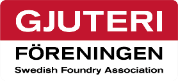 GJUTERI
FÖRENINGEN
Swedish Foundry Association